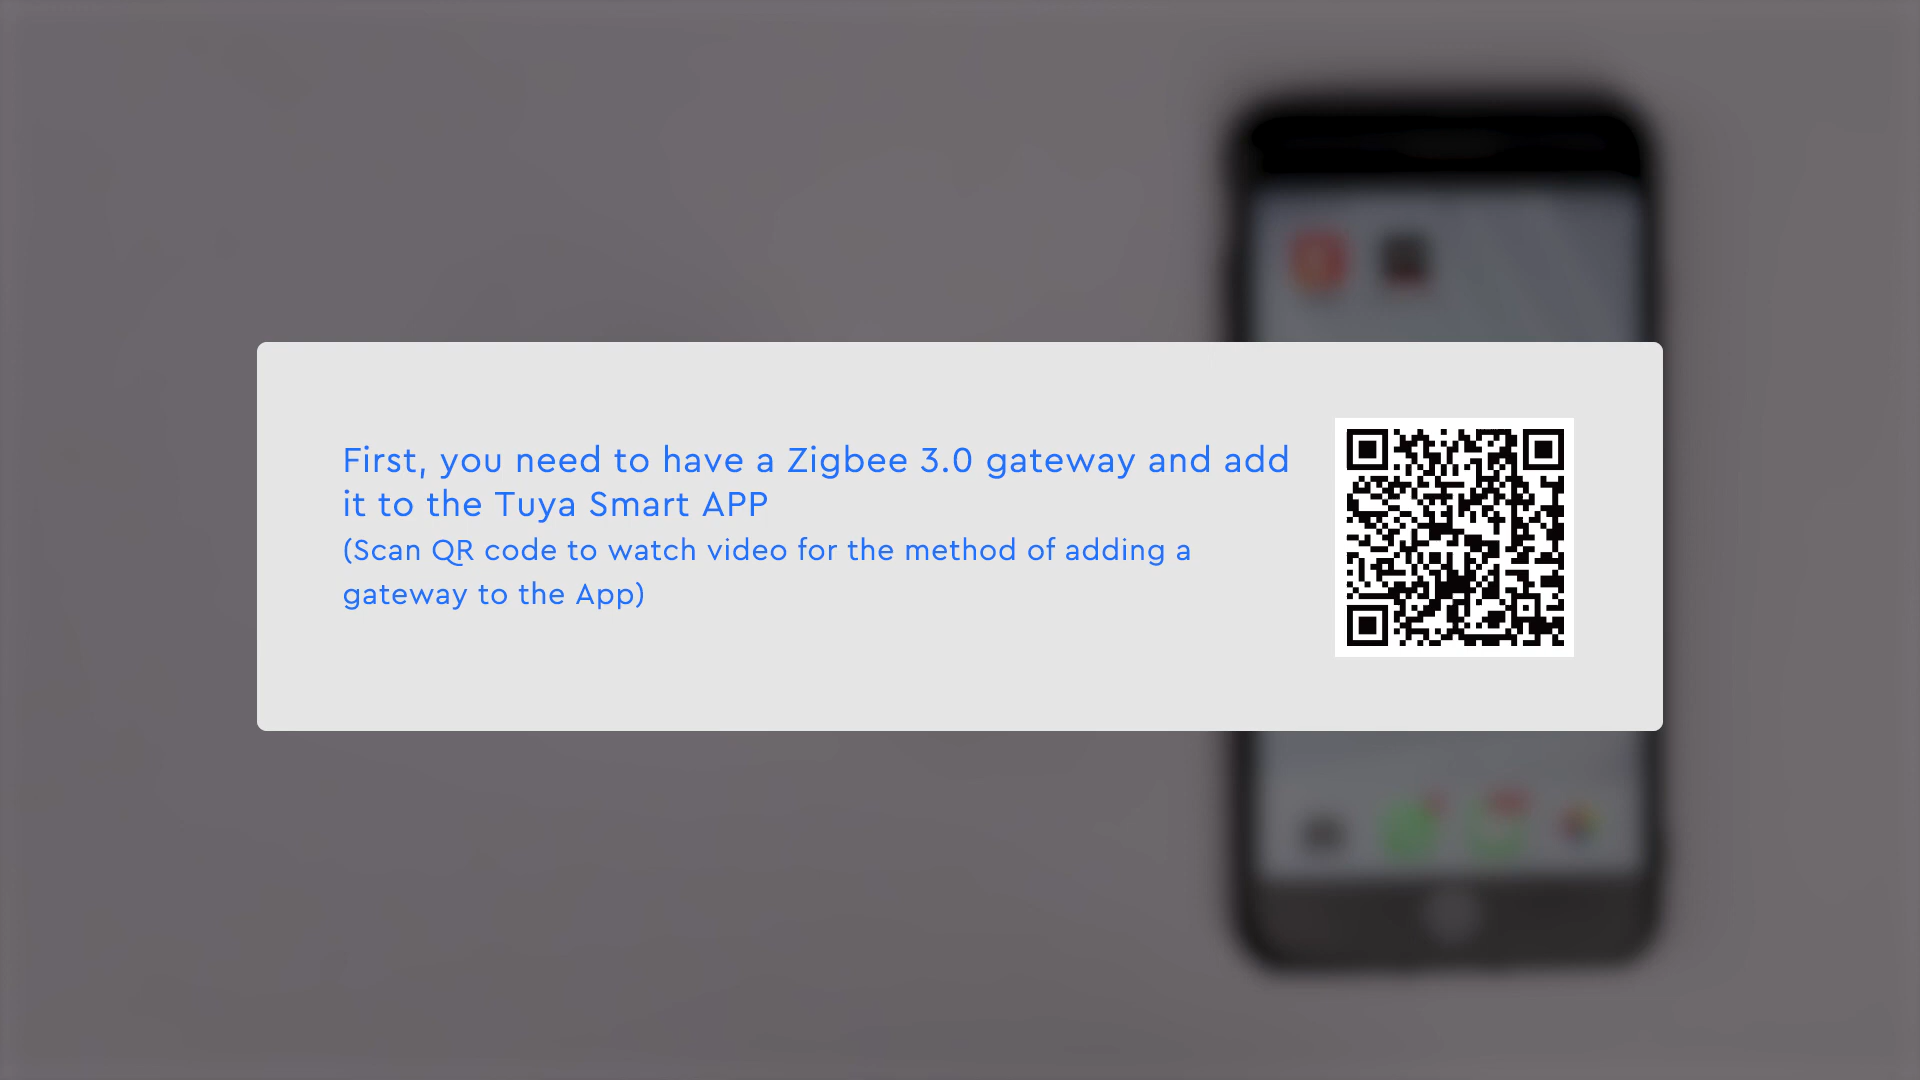 First, you need to have a Zigbee 3.0 gateway and add
it to the Tuya Smart APP
(Scan QR code to watch video for the method of adding a
gateway to the App)